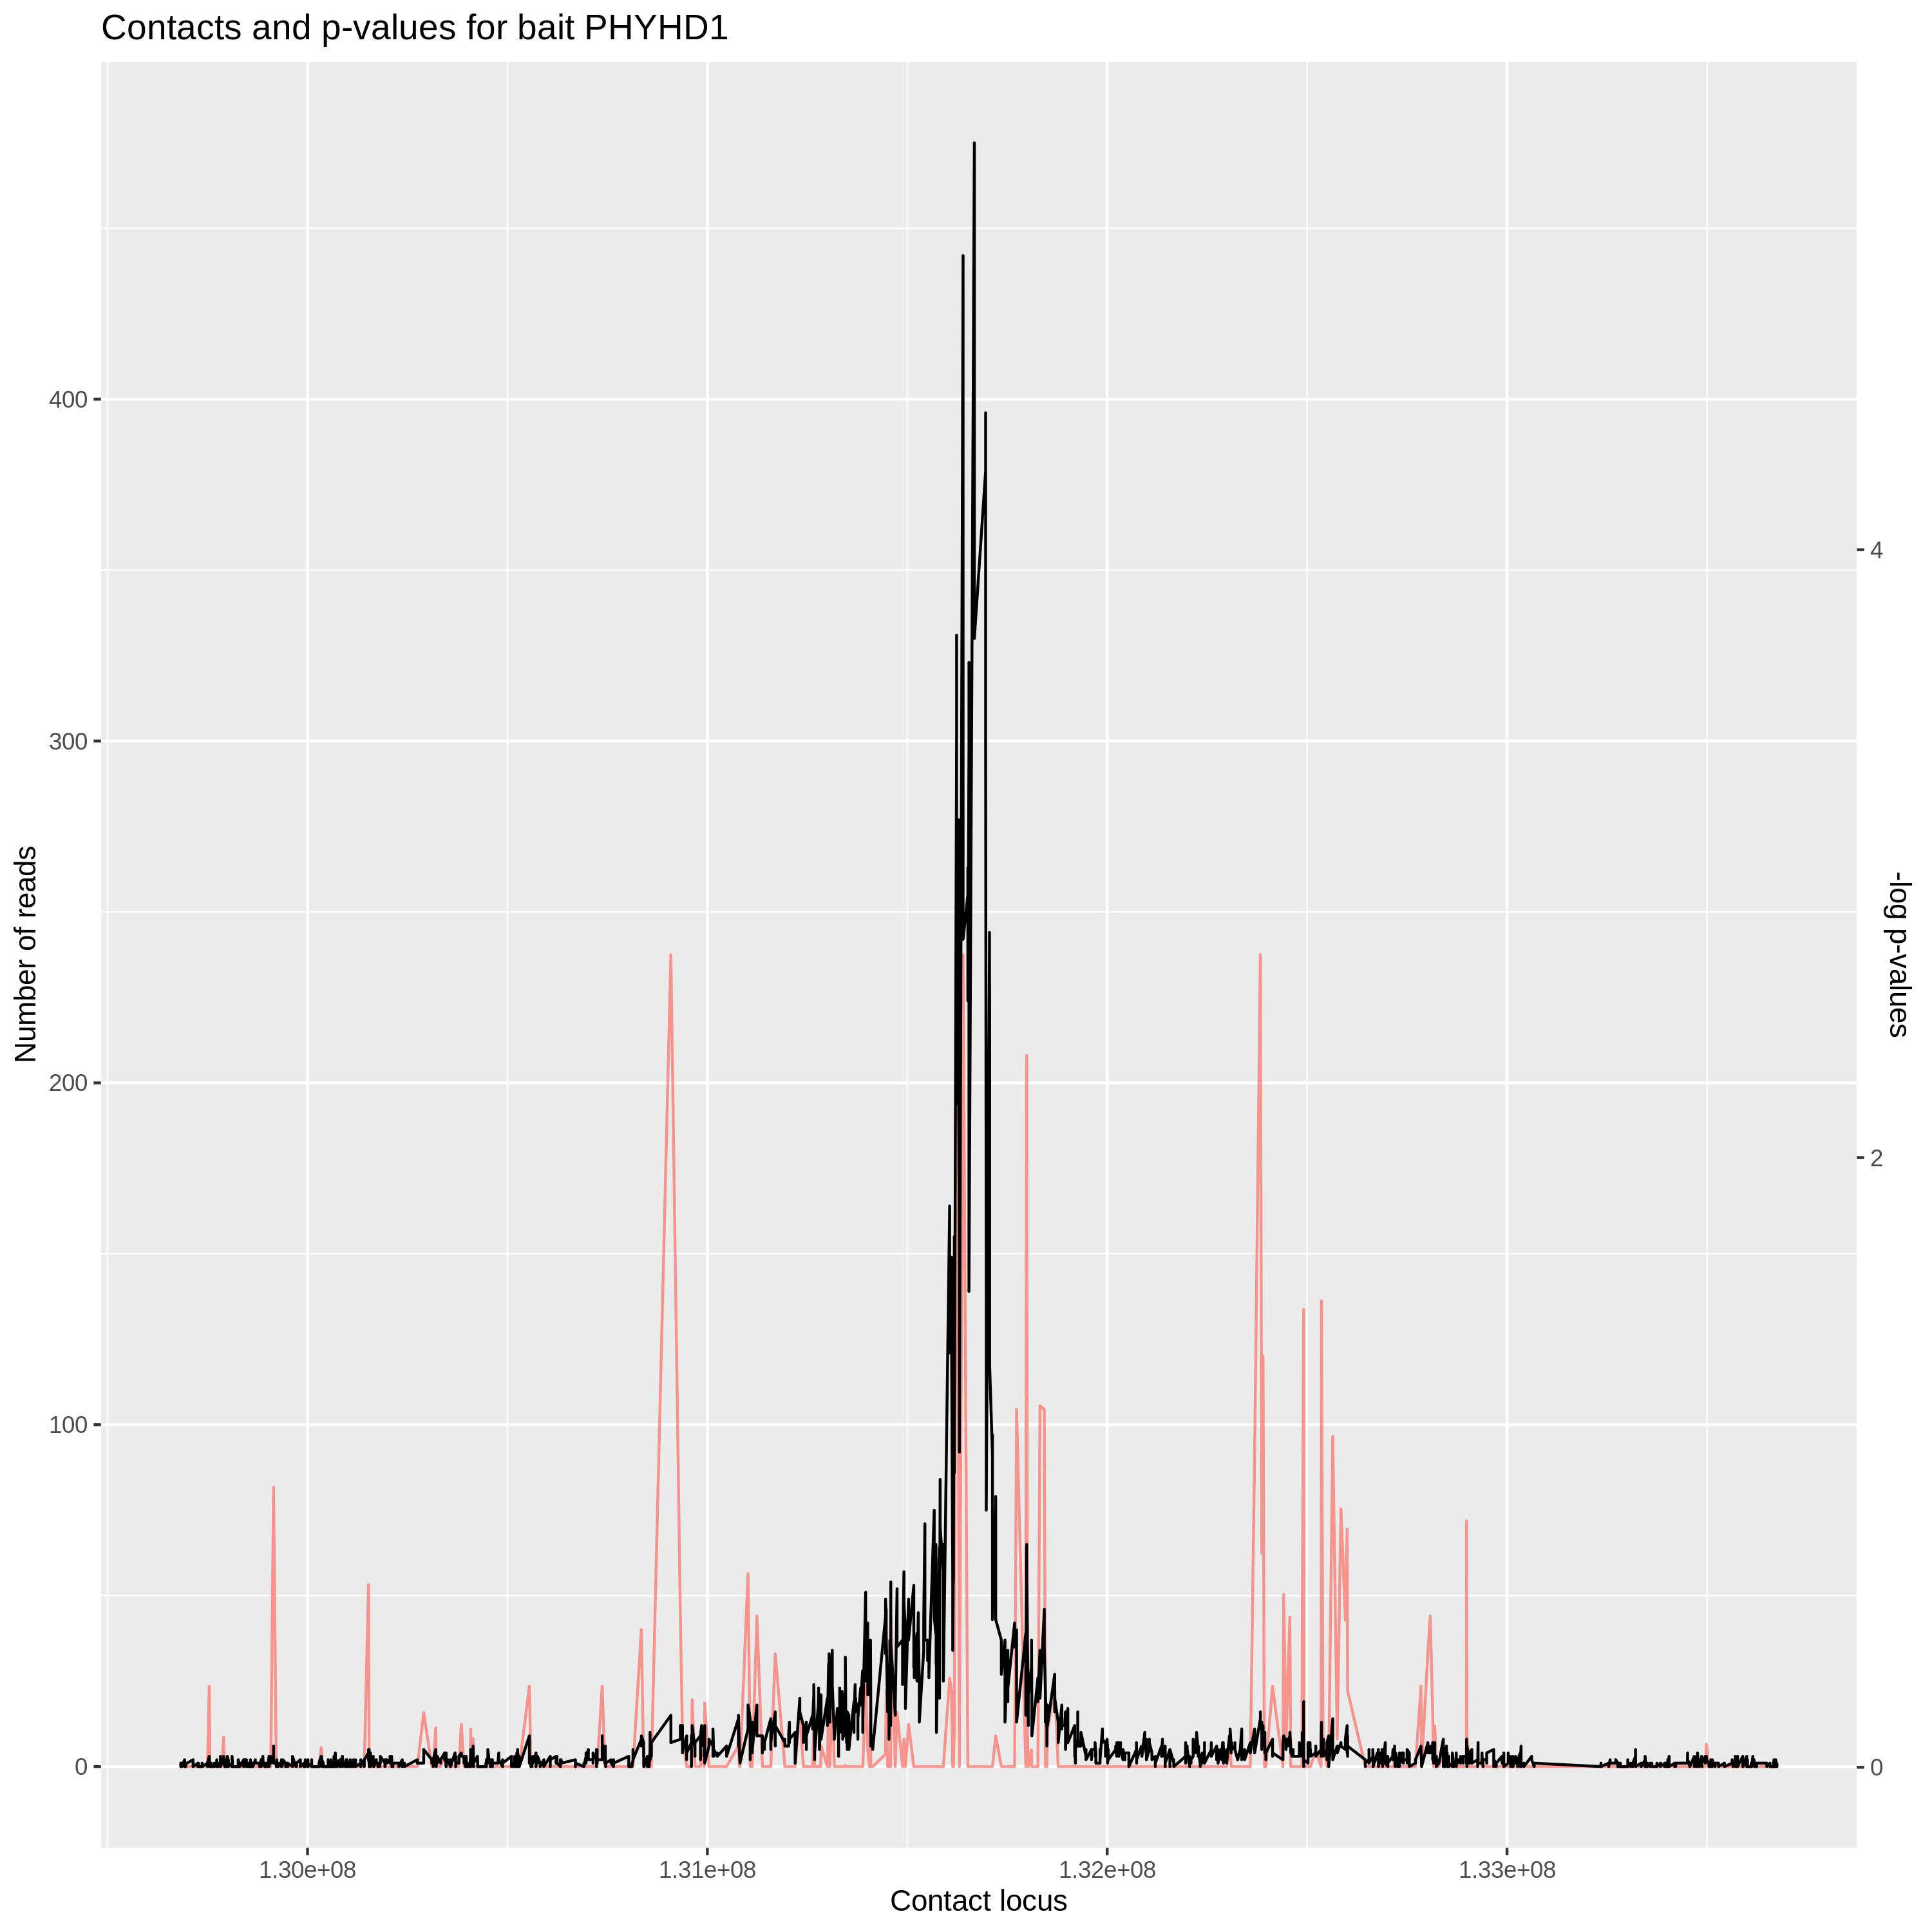 Contacts and p-values for bait PHYHD1
400
300
200
100
0
Number of reads
4
2
0
-log p-values
1.30e+08
1.31e+08
1.32e+08
1.33e+08
Contact locus